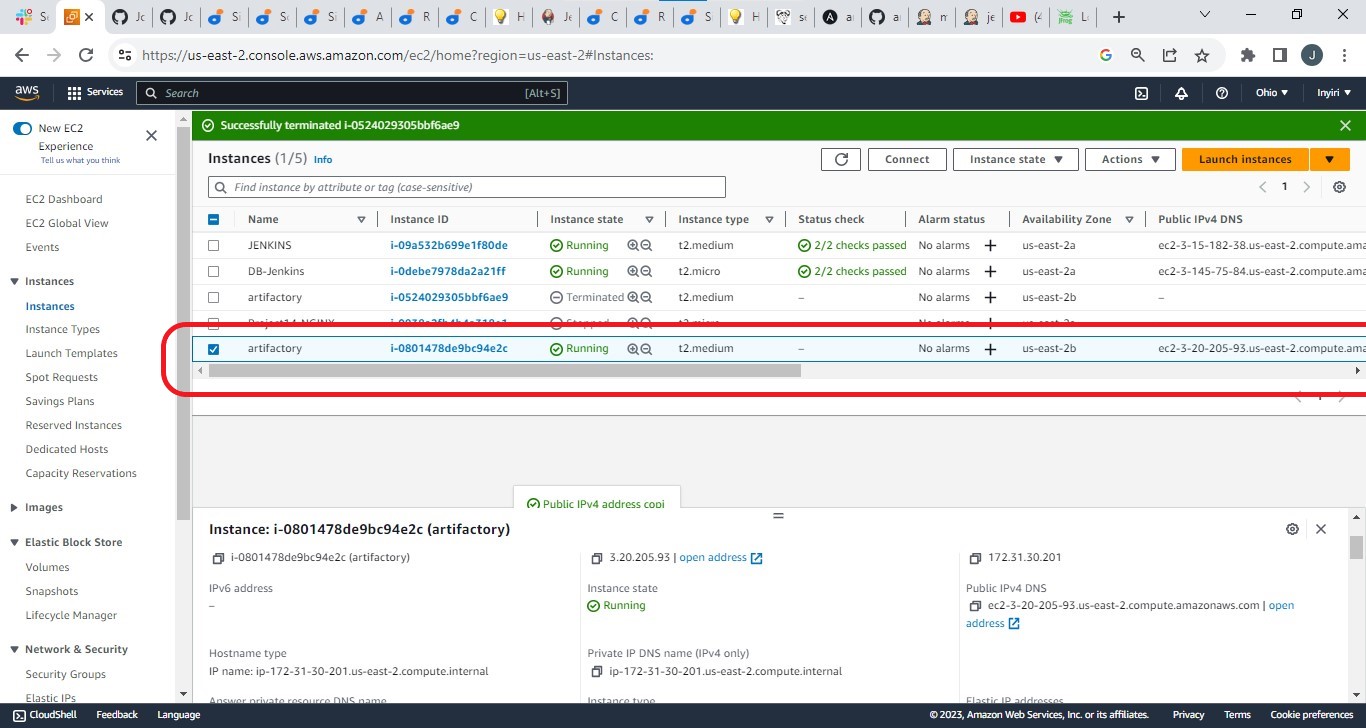 https://us-east-2.console.aws.amazon.com/ec2/home?region=us-east-2#Instances:
J
aws
Services
Search
[Alt+S]
Ohio
Inyiri
New EC2 Experience
Tell us what you think
EC2 Dashboard
EC2 Global View
Events
Instances
Instances
Instance Types
Launch Templates
Spot Requests
Savings Plans
Reserved Instances
Dedicated Hosts
Capacity Reservations
Images
Elastic Block Store
Volumes
Snapshots
Lifecycle Manager
Network & Security
Security Groups
Elastic IPs
Successfully terminated i-0524029305bbf6ae9
Instances (1/5) Info
Connect
Instance state
Actions
Launch instances
Find instance by attribute or tag (case-sensitive)
1
Name Instance ID Instance state Instance type Status check Alarm status Availability Zone Public IPv4 DNS
JENKINS i-09a532b699e1f80de Running t2.medium 2/2 checks passed No alarms + us-east-2a ec2-3-15-182-38.us-east-2.compute.ama
DB-Jenkins i-0debe7978da2a21ff Running t2.micro 2/2 checks passed No alarms + us-east-2a ec2-3-145-75-84.us-east-2.compute.ama
artifactory i-0524029305bbf6ae9 Terminated t2.medium – No alarms + us-east-2b –
artifactory i-0801478de9bc94e2c Running t2.medium – No alarms + us-east-2b ec2-3-20-205-93.us-east-2.compute.ama
Public IPv4 address copi
Instance: i-0801478de9bc94e2c (artifactory)
i-0801478de9bc94e2c (artifactory)
3.20.205.93 | open address
172.31.30.201
IPv6 address
–
Instance state
Running
Public IPv4 DNS
ec2-3-20-205-93.us-east-2.compute.amazonaws.com | open address
Hostname type
IP name: ip-172-31-30-201.us-east-2.compute.internal
Private IP DNS name (IPv4 only)
ip-172-31-30-201.us-east-2.compute.internal
Answer private resource DNS name
Instance type
Elastic IP addresses
CloudShell
Feedback
Language
© 2023, Amazon Web Services, Inc. or its affiliates.
Privacy
Terms
Cookie preferences